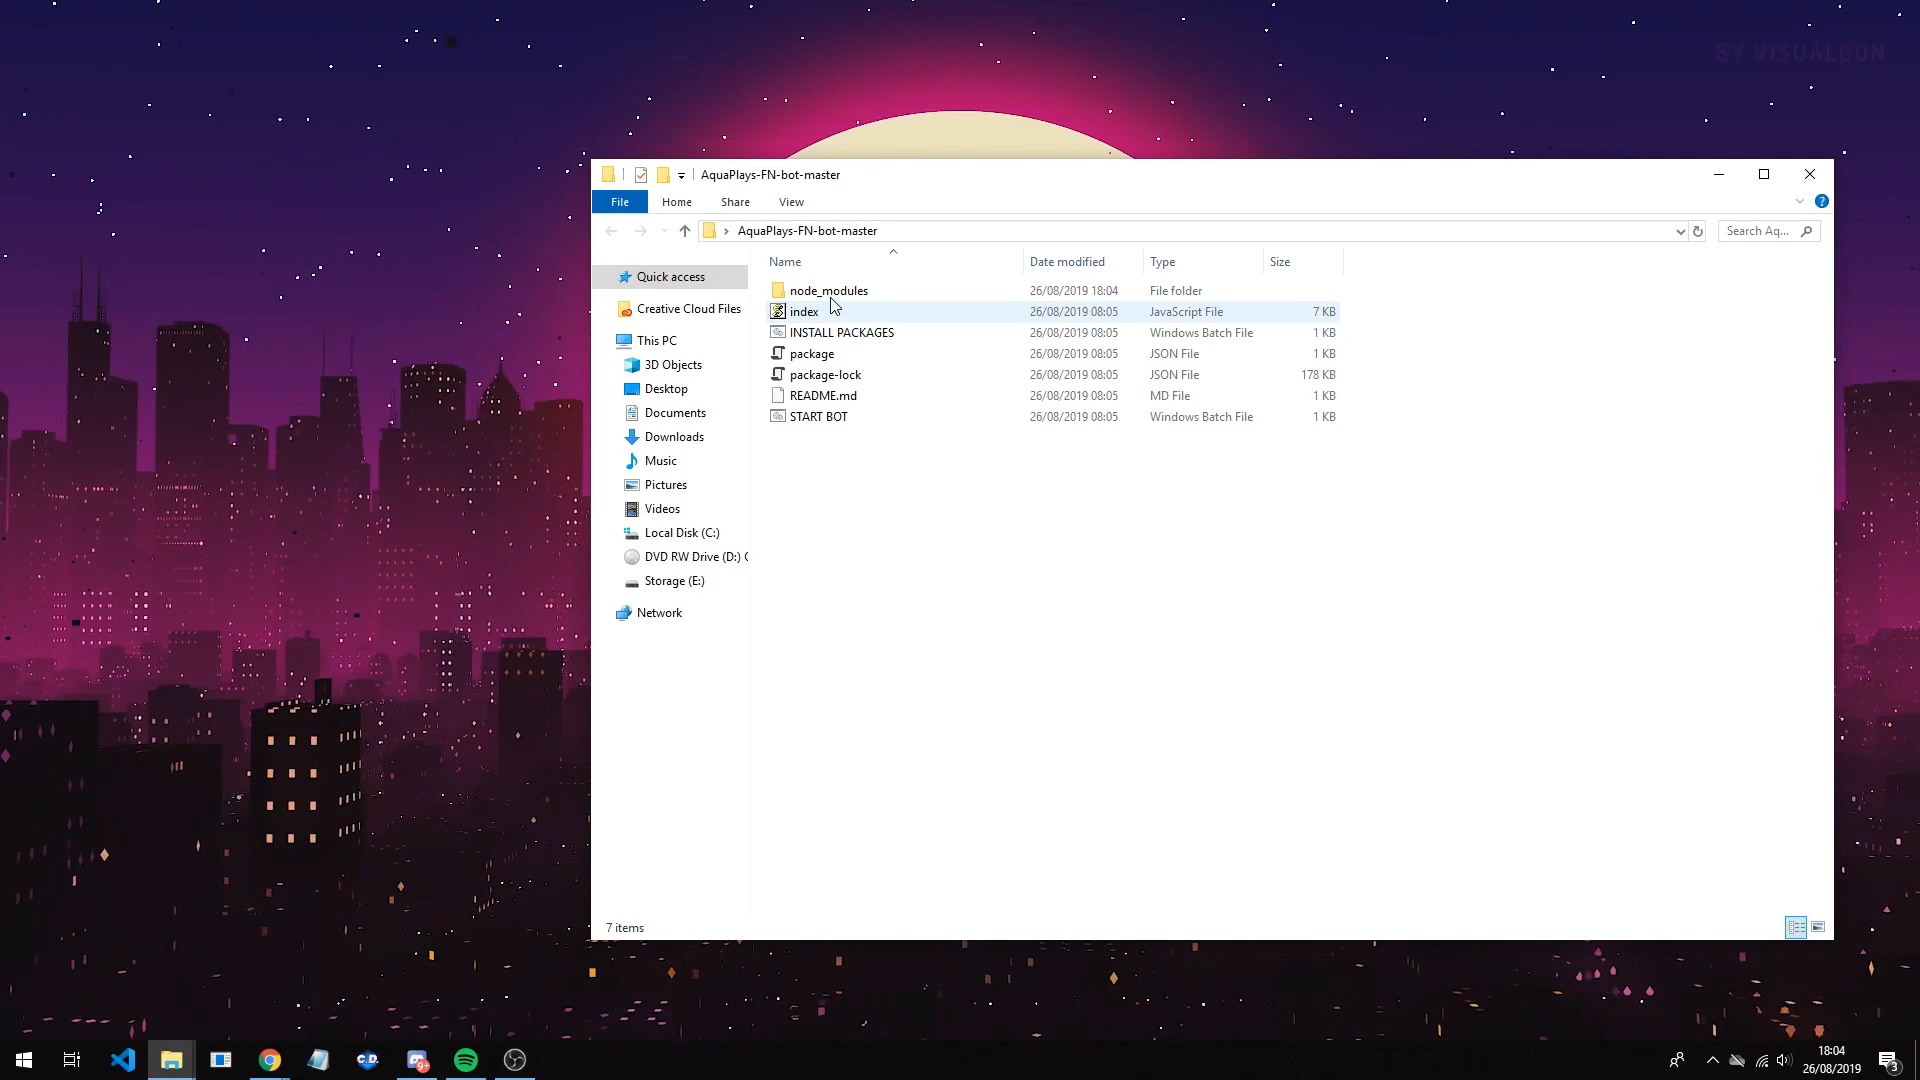 BY VISUALDON
AquaPlays-FN-bot-master
File Home Share View
AquaPlays-FN-bot-master
Search Aq...
Name Date modified Type Size
Quick access
Creative Cloud Files
This PC
3D Objects
Desktop
Documents
Downloads
Music
Pictures
Videos
Local Disk (C:)
DVD RW Drive (D:) C
Storage (E:)
Network
node_modules 26/08/2019 18:04 File folder
index 26/08/2019 08:05 JavaScript File 7 KB
INSTALL PACKAGES 26/08/2019 08:05 Windows Batch File 1 KB
package 26/08/2019 08:05 JSON File 1 KB
package-lock 26/08/2019 08:05 JSON File 178 KB
README.md 26/08/2019 08:05 MD File 1 KB
START BOT 26/08/2019 08:05 Windows Batch File 1 KB
7 items
C.D.
9+
18:04
26/08/2019
3